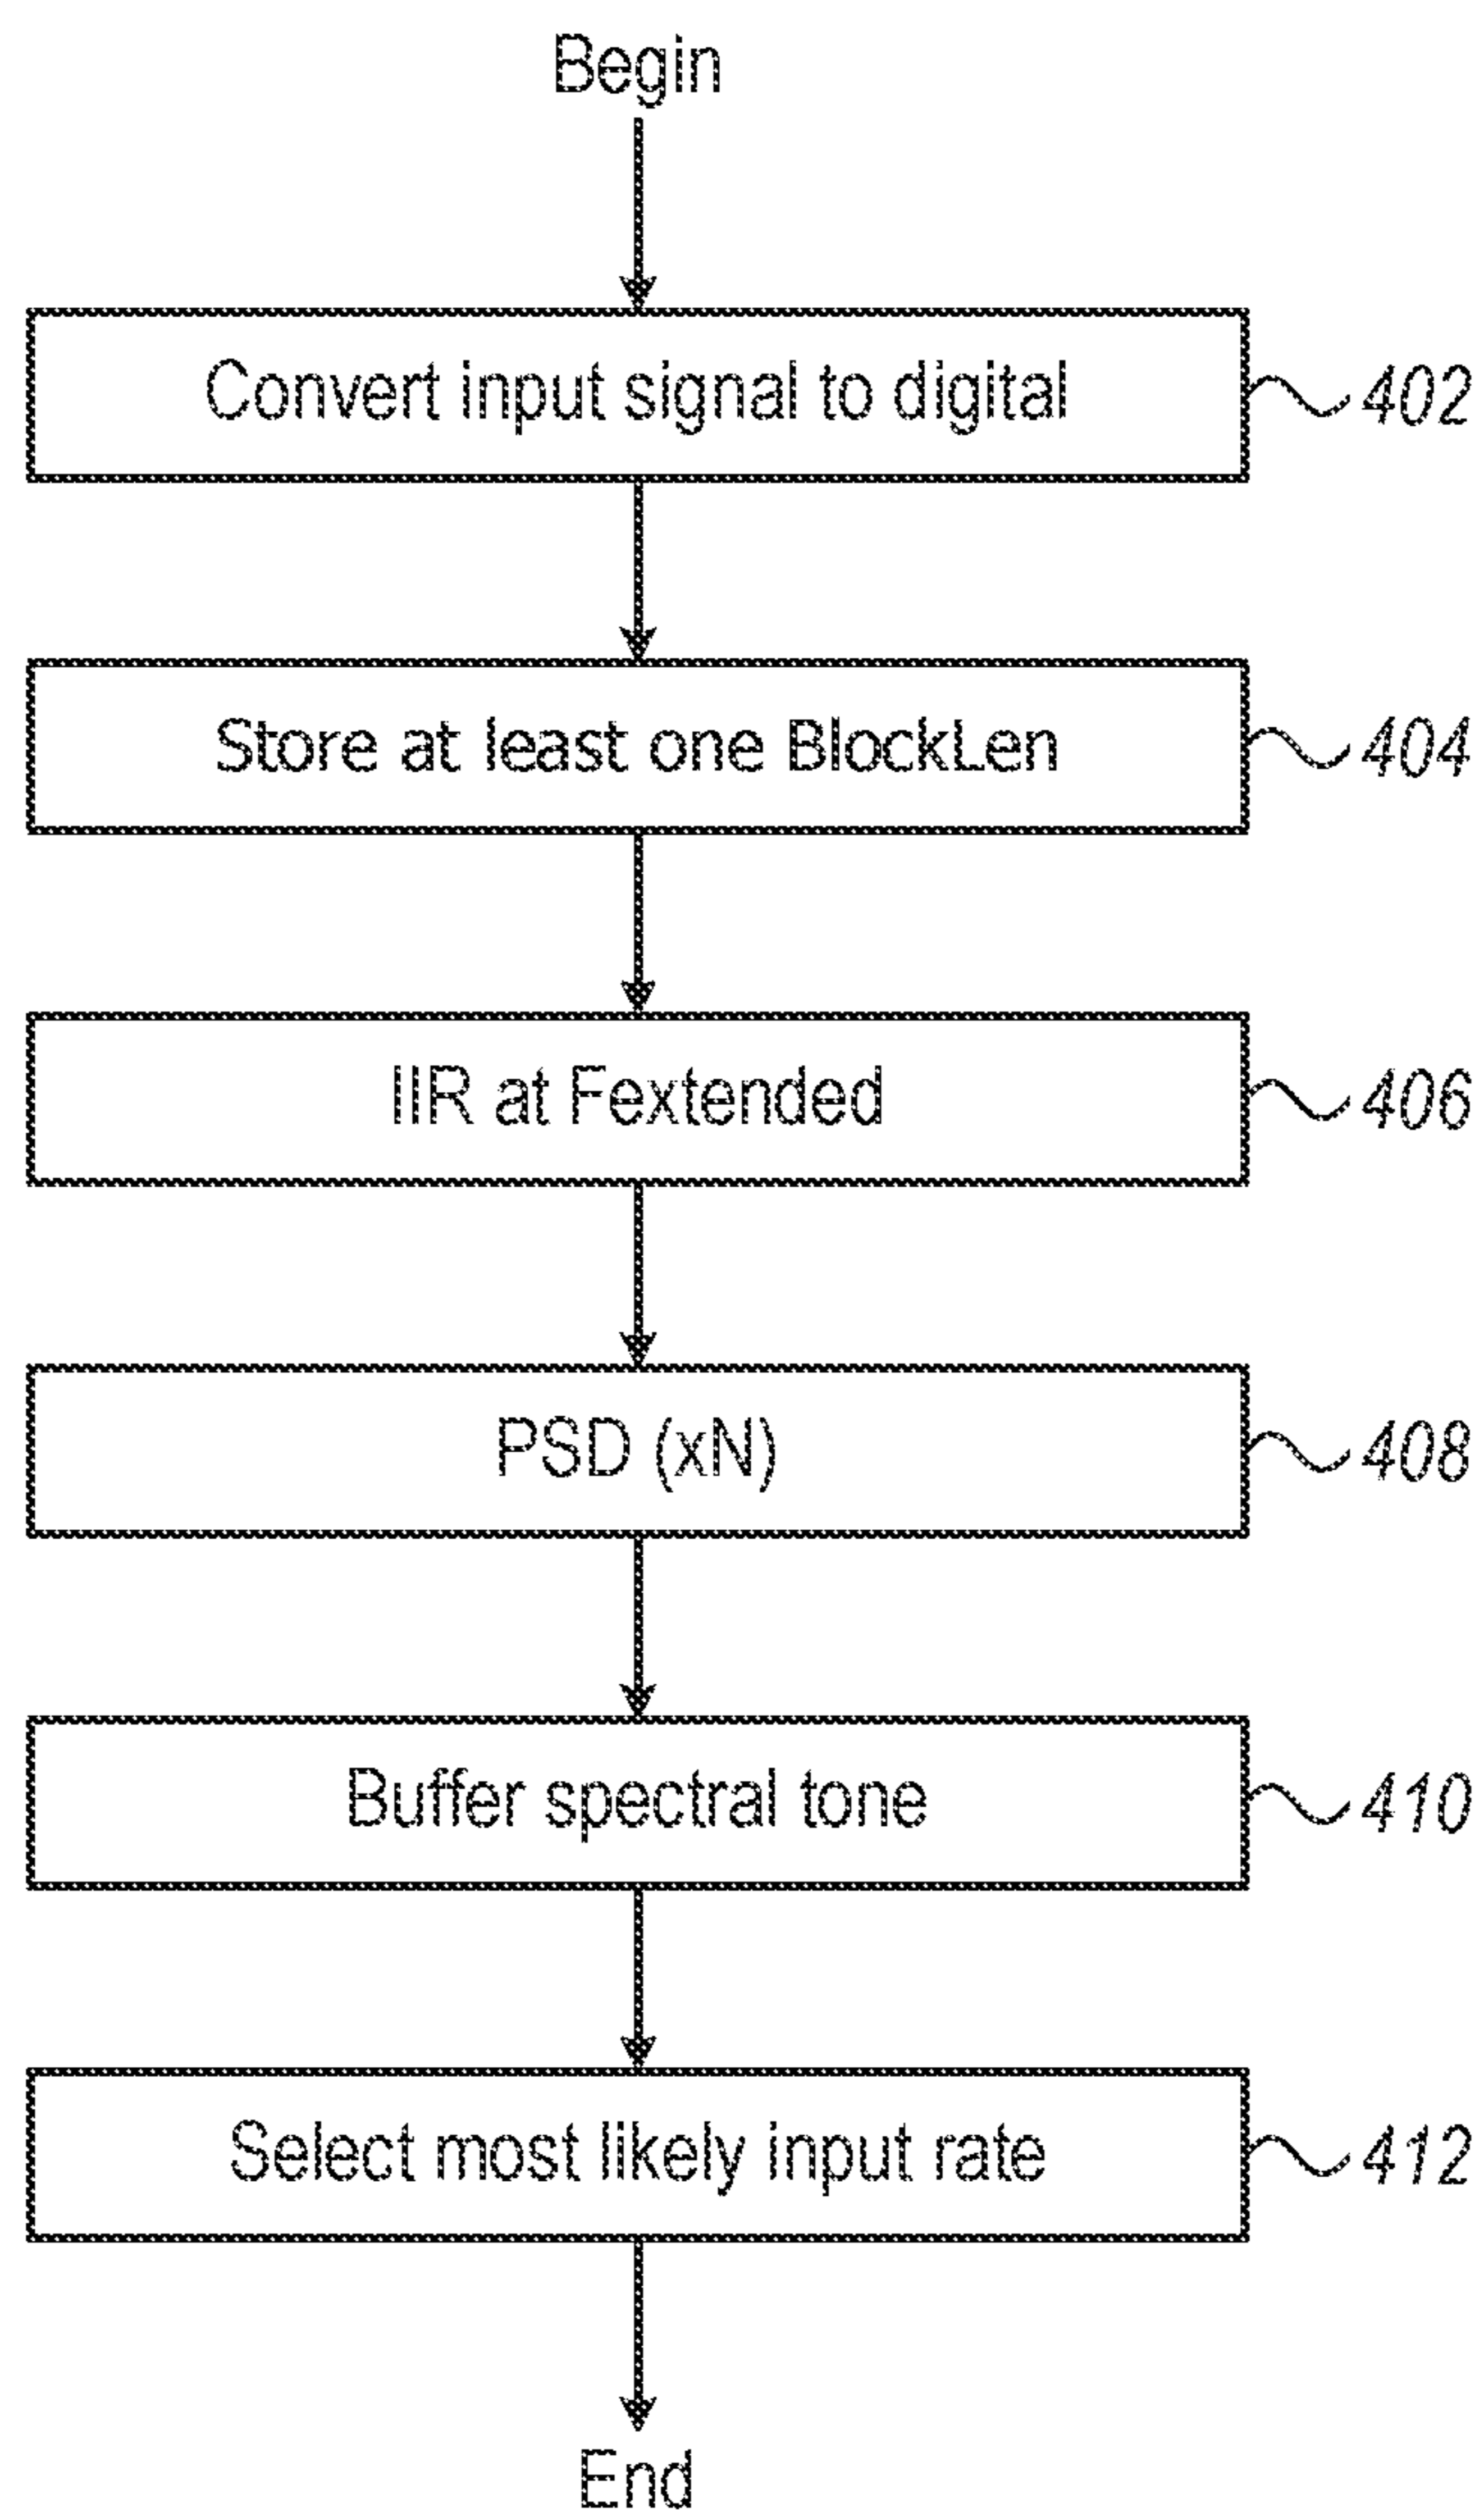 Begin
Convert input signal to digital 402
Store at least one BlockLen 404
IIR at Fextended 406
PSD (xN) 408
Buffer spectral tone 410
Select most likely input rate 412
End